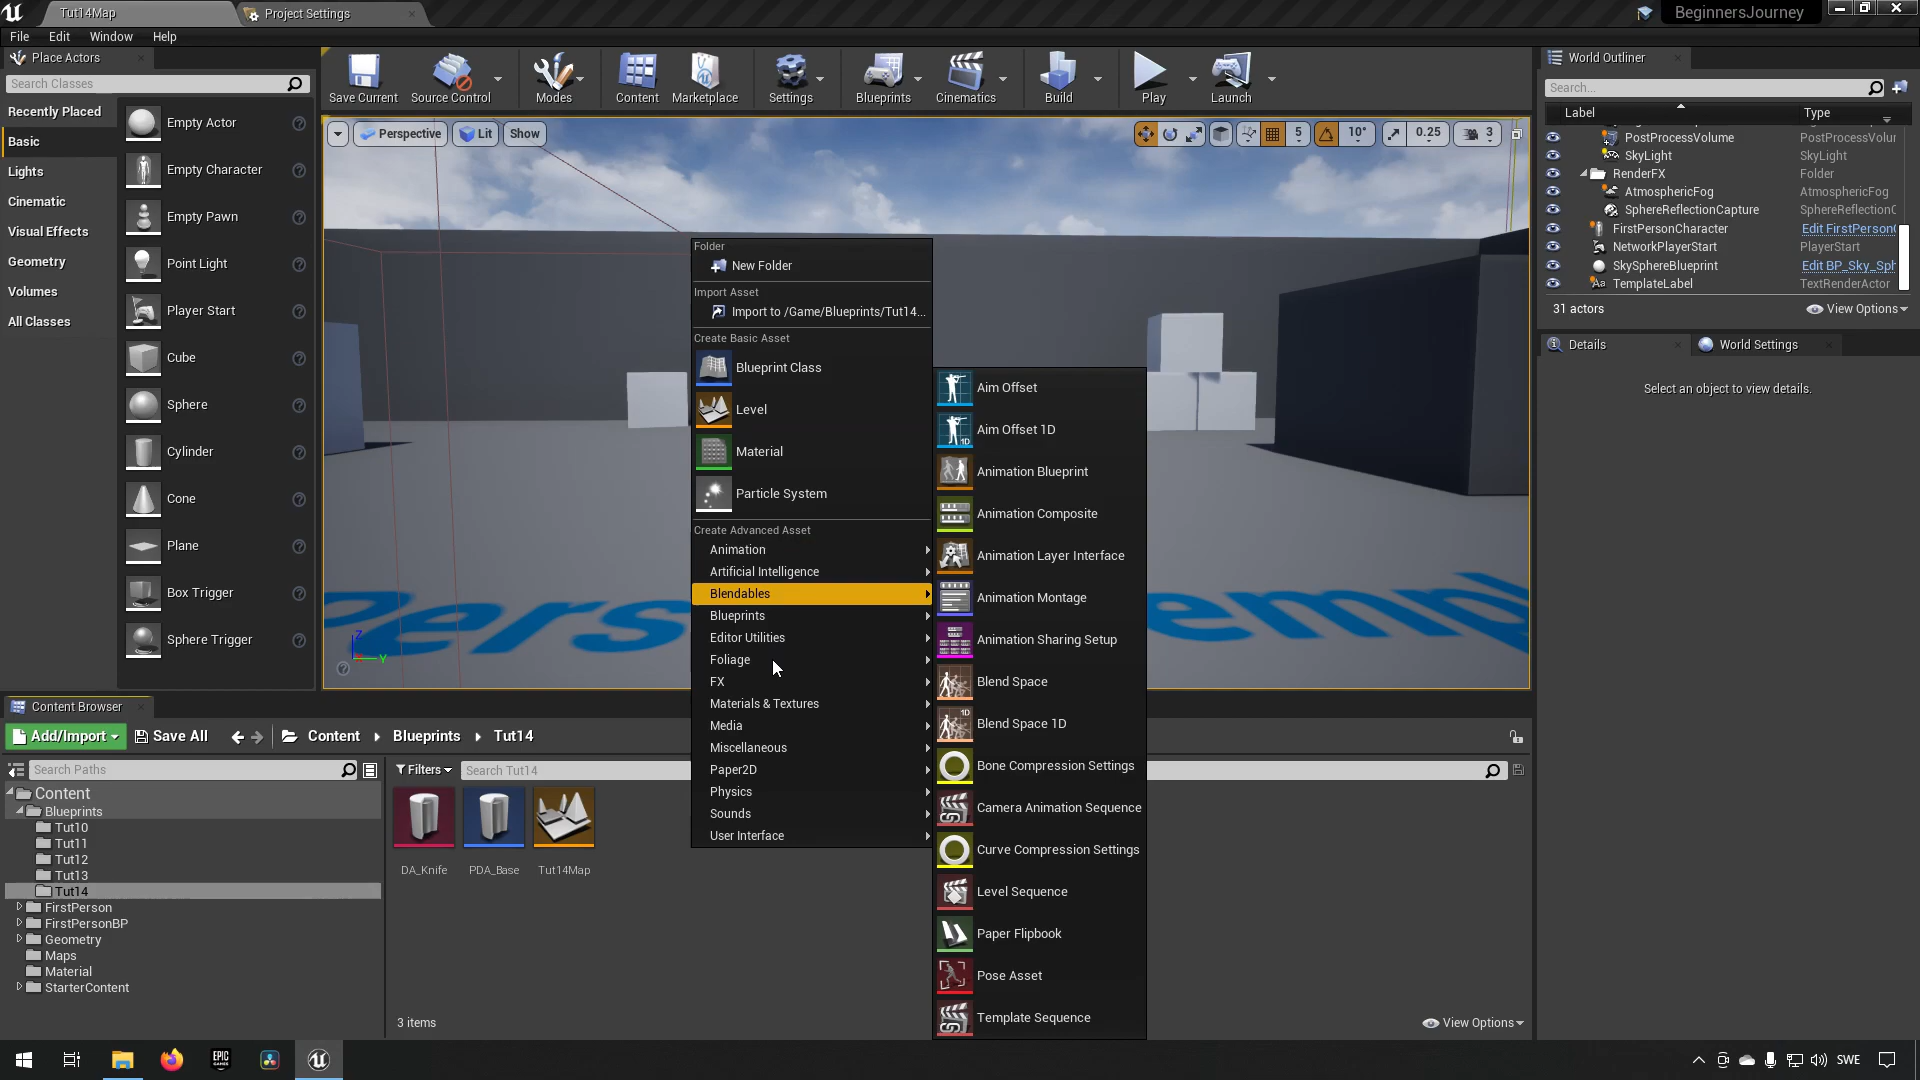 Tut14Map
Project Settings
BeginnersJourney
File Edit Window Help
Place Actors
Search Classes
Recently Placed
Basic
Lights
Cinematic
Visual Effects
Geometry
Volumes
All Classes
Empty Actor
Empty Character
Empty Pawn
Point Light
Player Start
Cube
Sphere
Cylinder
Cone
Plane
Box Trigger
Sphere Trigger
Save Current
Source Control
Modes
Content
Marketplace
Settings
Blueprints
Cinematics
Build
Play
Launch
Perspective
Lit
Show
5
10°
0.25
3
Folder
New Folder
Import Asset
Import to /Game/Blueprints/Tut14...
Create Basic Asset
Blueprint Class
Level
Material
Particle System
Create Advanced Asset
Animation
Artificial Intelligence
Blendables
Blueprints
Editor Utilities
Foliage
FX
Materials & Textures
Media
Miscellaneous
Paper2D
Physics
Sounds
User Interface
Aim Offset
Aim Offset 1D
Animation Blueprint
Animation Composite
Animation Layer Interface
Animation Montage
Animation Sharing Setup
Blend Space
Blend Space 1D
Bone Compression Settings
Camera Animation Sequence
Curve Compression Settings
Level Sequence
Paper Flipbook
Pose Asset
Template Sequence
World Outliner
Search...
Label Type
PostProcessVolume PostProcessVolur
SkyLight SkyLight
RenderFX Folder
AtmosphericFog AtmosphericFog
SphereReflectionCapture SphereReflectionC
FirstPersonCharacter Edit FirstPersonC
NetworkPlayerStart PlayerStart
SkySphereBlueprint Edit BP_Sky_Sph
TemplateLabel TextRenderActor
31 actors
View Options
Details
World Settings
Select an object to view details.
Content Browser
Add/Import
Save All
Content
Blueprints
Tut14
Search Paths
Filters
Search Tut14
Content
Blueprints
Tut10
Tut11
Tut12
Tut13
Tut14
FirstPerson
FirstPersonBP
Geometry
Maps
Material
StarterContent
DA_Knife
PDA_Base
Tut14Map
3 items
View Options
EPIC
GAMES
SWE